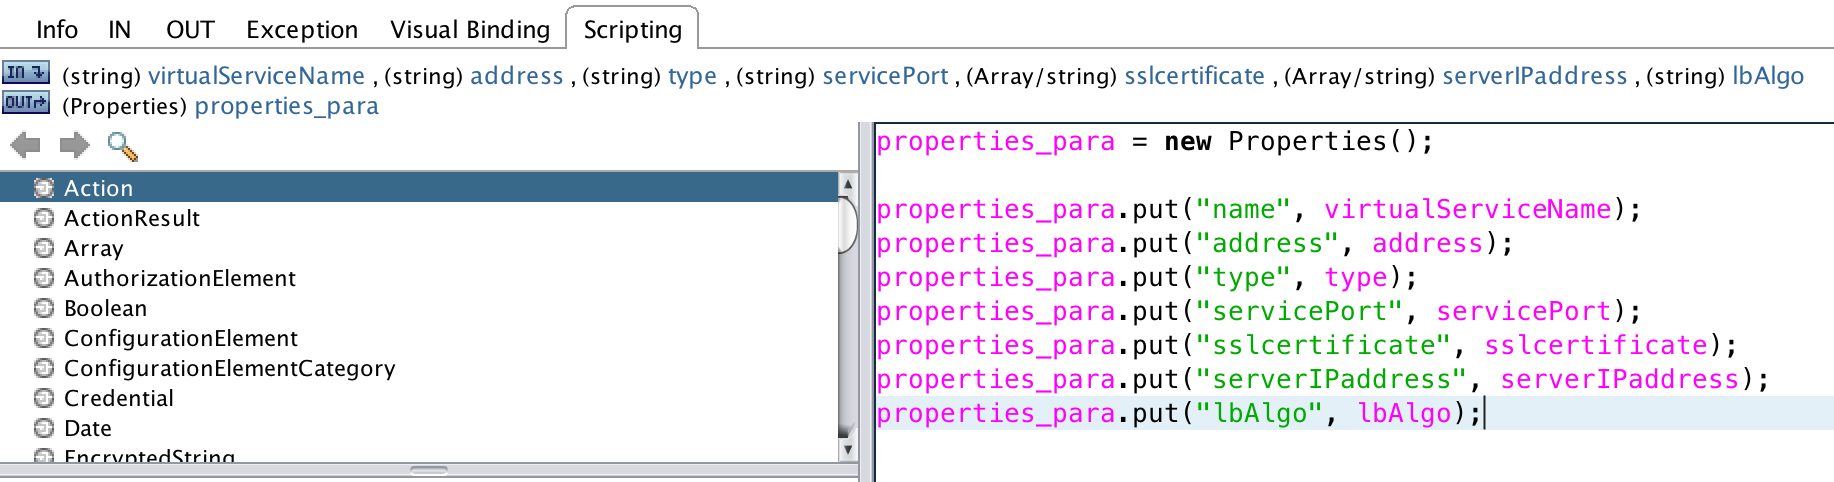 Info IN OUT Exception Visual Binding Scripting
IN (string) virtualServiceName , (string) address , (string) type , (string) servicePort , (Array/string) sslcertificate , (Array/string) serverIPaddress , (string) lbAlgo
OUT (Properties) properties_para
Action
ActionResult
Array
AuthorizationElement
Boolean
ConfigurationElement
ConfigurationElementCategory
Credential
Date
EncryptedString
properties_para = new Properties();
properties_para.put("name", virtualServiceName);
properties_para.put("address", address);
properties_para.put("type", type);
properties_para.put("servicePort", servicePort);
properties_para.put("sslcertificate", sslcertificate);
properties_para.put("serverIPaddress", serverIPaddress);
properties_para.put("lbAlgo", lbAlgo);